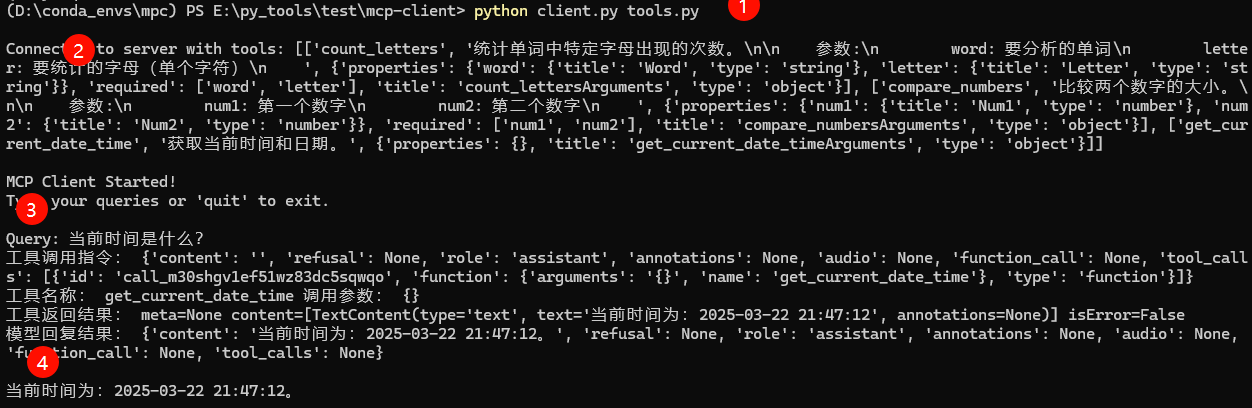 (D:\conda_envs\mpc) PS E:\py_tools\test\mcp-client> python client.py tools.py
1
Connec to server with tools: [['count_letters', '统计单词中特定字母出现的次数。\n\n    参数:\n        word: 要分析的单词\n        lette
2
r: 要统计的字母（单个字符）\n    ', {'properties': {'word': {'title': 'Word', 'type': 'string'}, 'letter': {'title': 'Letter', 'type': 'st
ring'}}, 'required': ['word', 'letter'], 'title': 'count_lettersArguments', 'type': 'object'}], ['compare_numbers', '比较两个数字的大小。\
n\n    参数:\n        num1: 第一个数字\n        num2: 第二个数字\n    ', {'properties': {'num1': {'title': 'Num1', 'type': 'number'}, 'num
2': {'title': 'Num2', 'type': 'number'}}, 'required': ['num1', 'num2'], 'title': 'compare_numbersArguments', 'type': 'object'}], ['get_cur
rent_date_time', '获取当前时间和日期。', {'properties': {}, 'title': 'get_current_date_timeArguments', 'type': 'object'}]]
MCP Client Started!
your queries or 'quit' to exit.
3
Query: 当前时间是什么?
工具调用指令： {'content': '', 'refusal': None, 'role': 'assistant', 'annotations': None, 'audio': None, 'function_call': None, 'tool_call
s': [{'id': 'call_m30shgv1ef51wz83dc5sqwqo', 'function': {'arguments': '{}', 'name': 'get_current_date_time'}, 'type': 'function'}]}
工具名称： get_current_date_time 调用参数： {}
工具返回结果： meta=None content=[TextContent(type='text', text='当前时间为: 2025-03-22 21:47:12', annotations=None)] isError=False
模型回复结果： {'content': '当前时间为: 2025-03-22 21:47:12。', 'refusal': None, 'role': 'assistant', 'annotations': None, 'audio': None,
'function_call': None, 'tool_calls': None}
4
当前时间为: 2025-03-22 21:47:12。